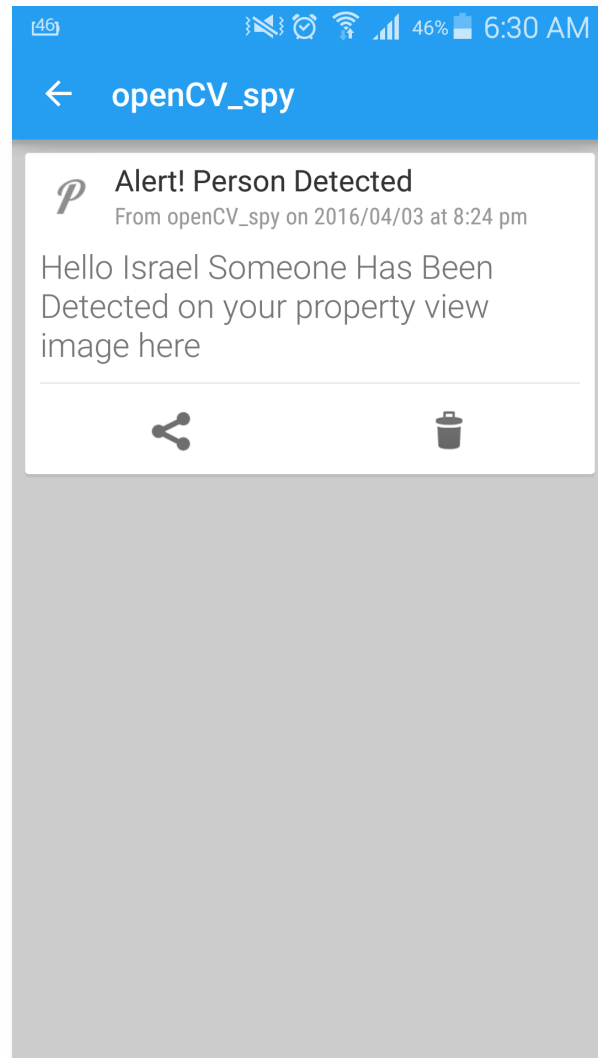 46
46% 6:30 AM
openCV_spy
P
Alert! Person Detected
From openCV_spy on 2016/04/03 at 8:24 pm
Hello Israel Someone Has Been
Detected on your property view
image here